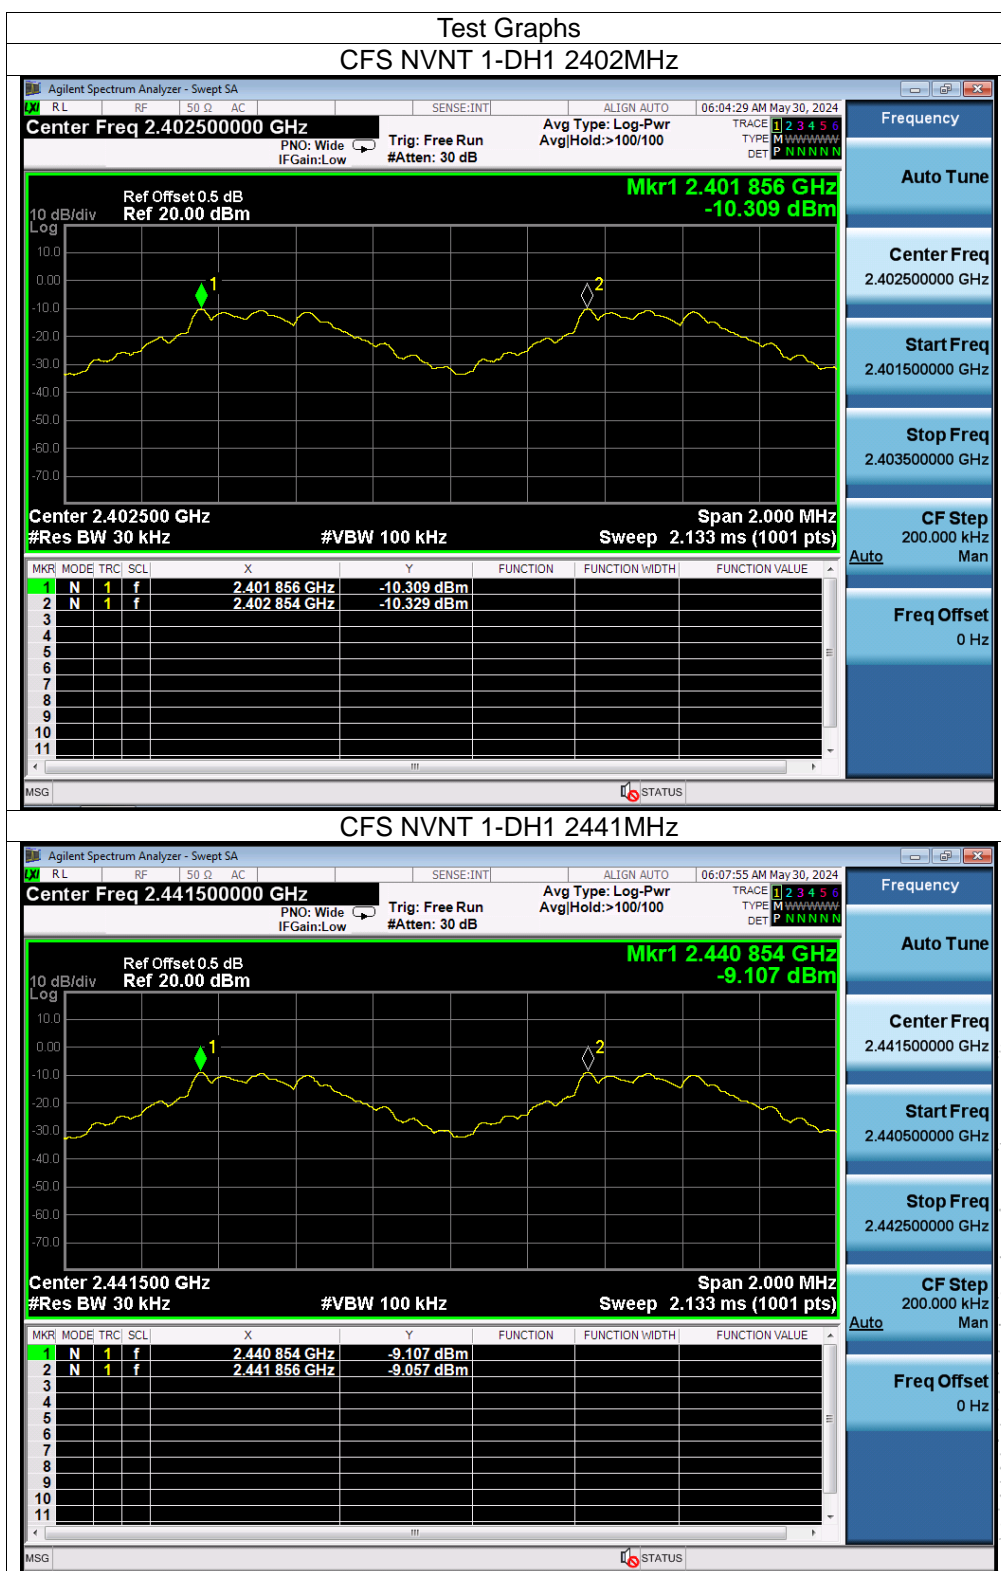 Test Graphs
CFS NVNT 1-DH1 2402MHz
Agilent Spectrum Analyzer - Swept SA
LXI RL RF 50 Ω AC SENSE:INT ALIGN AUTO 06:04:29 AM May 30, 2024
Center Freq 2.402500000 GHz
PNO: Wide
IFGain:Low
Trig: Free Run
#Atten: 30 dB
Avg Type: Log-Pwr
Avg|Hold:>100/100
TRACE 1 2 3 4 5 6
TYPE M WWWWW
DET P N N N N N
Frequency
Auto Tune
Center Freq
2.402500000 GHz
Start Freq
2.401500000 GHz
Stop Freq
2.403500000 GHz
CF Step
200.000 kHz
Auto Man
Freq Offset
0 Hz
Mkr1 2.401 856 GHz
-10.309 dBm
Ref Offset 0.5 dB
10 dB/div Ref 20.00 dBm
Log
10.0
0.00
-10.0
-20.0
-30.0
-40.0
-50.0
-60.0
-70.0
1
2
Center 2.402500 GHz Span 2.000 MHz
#Res BW 30 kHz #VBW 100 kHz Sweep 2.133 ms (1001 pts)
MKR MODE TRC SCL X Y FUNCTION FUNCTION WIDTH FUNCTION VALUE
1 N 1 f 2.401 856 GHz -10.309 dBm
2 N 1 f 2.402 854 GHz -10.329 dBm
3
4
5
6
7
8
9
10
11
MSG STATUS
CFS NVNT 1-DH1 2441MHz
Agilent Spectrum Analyzer - Swept SA
LXI RL RF 50 Ω AC SENSE:INT ALIGN AUTO 06:07:55 AM May 30, 2024
Center Freq 2.441500000 GHz
PNO: Wide
IFGain:Low
Trig: Free Run
#Atten: 30 dB
Avg Type: Log-Pwr
Avg|Hold:>100/100
TRACE 1 2 3 4 5 6
TYPE M WWWWW
DET P N N N N N
Frequency
Auto Tune
Center Freq
2.441500000 GHz
Start Freq
2.440500000 GHz
Stop Freq
2.442500000 GHz
CF Step
200.000 kHz
Auto Man
Freq Offset
0 Hz
Mkr1 2.440 854 GHz
-9.107 dBm
Ref Offset 0.5 dB
10 dB/div Ref 20.00 dBm
Log
10.0
0.00
-10.0
-20.0
-30.0
-40.0
-50.0
-60.0
-70.0
1
2
Center 2.441500 GHz Span 2.000 MHz
#Res BW 30 kHz #VBW 100 kHz Sweep 2.133 ms (1001 pts)
MKR MODE TRC SCL X Y FUNCTION FUNCTION WIDTH FUNCTION VALUE
1 N 1 f 2.440 854 GHz -9.107 dBm
2 N 1 f 2.441 856 GHz -9.057 dBm
3
4
5
6
7
8
9
10
11
MSG STATUS